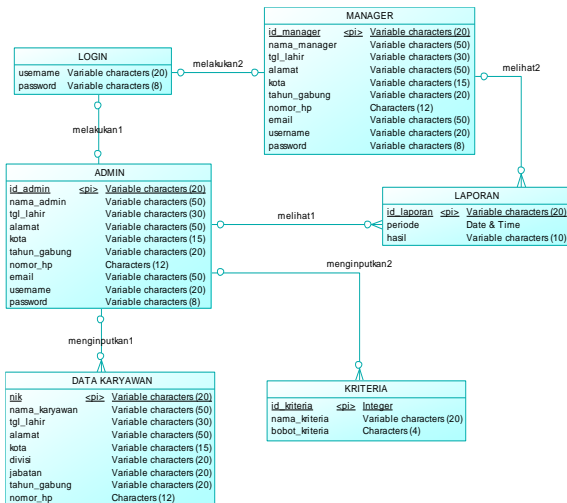 MANAGER
id_manager <pi> Variable characters (20)
nama_manager Variable characters (50)
tgl_lahir Variable characters (30)
alamat Variable characters (50)
kota Variable characters (15)
tahun_gabung Variable characters (20)
nomor_hp Characters (12)
email Variable characters (50)
username Variable characters (20)
password Variable characters (8)
LOGIN
username Variable characters (20)
password Variable characters (8)
melakukan2
melihat2
melakukan1
ADMIN
id_admin <pi> Variable characters (20)
nama_admin Variable characters (50)
tgl_lahir Variable characters (30)
alamat Variable characters (50)
kota Variable characters (15)
tahun_gabung Variable characters (20)
nomor_hp Characters (12)
email Variable characters (50)
username Variable characters (20)
password Variable characters (8)
melihat1
LAPORAN
id_laporan <pi> Variable characters (20)
periode Date & Time
hasil Variable characters (10)
menginputkan2
menginputkan1
DATA KARYAWAN
nik <pi> Variable characters (20)
nama_karyawan Variable characters (50)
tgl_lahir Variable characters (30)
alamat Variable characters (50)
kota Variable characters (15)
divisi Variable characters (20)
jabatan Variable characters (20)
tahun_gabung Variable characters (20)
nomor_hp Characters (12)
KRITERIA
id_kriteria <pi> Integer
nama_kriteria Variable characters (20)
bobot_kriteria Characters (4)